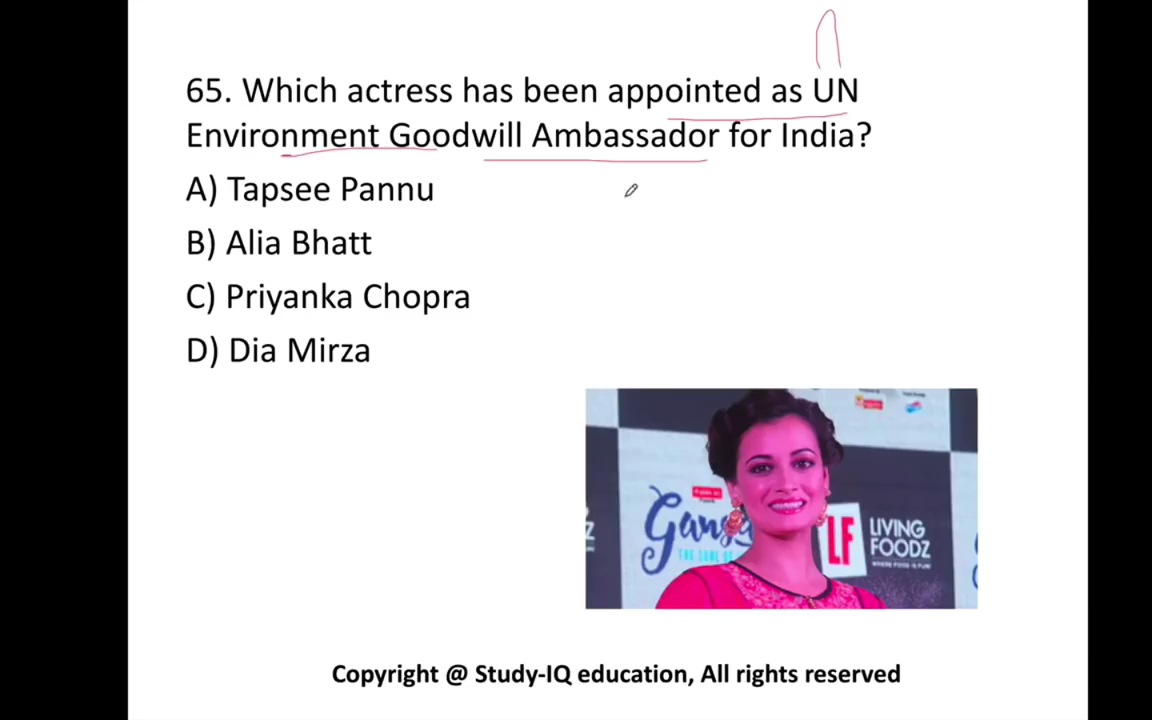 65. Which actress has been appointed as UN
Environment Goodwill Ambassador for India?
A) Tapsee Pannu
B) Alia Bhatt
C) Priyanka Chopra
D) Dia Mirza
LF
LIVING
FOODZ
Copyright @ Study-IQ education, All rights reserved